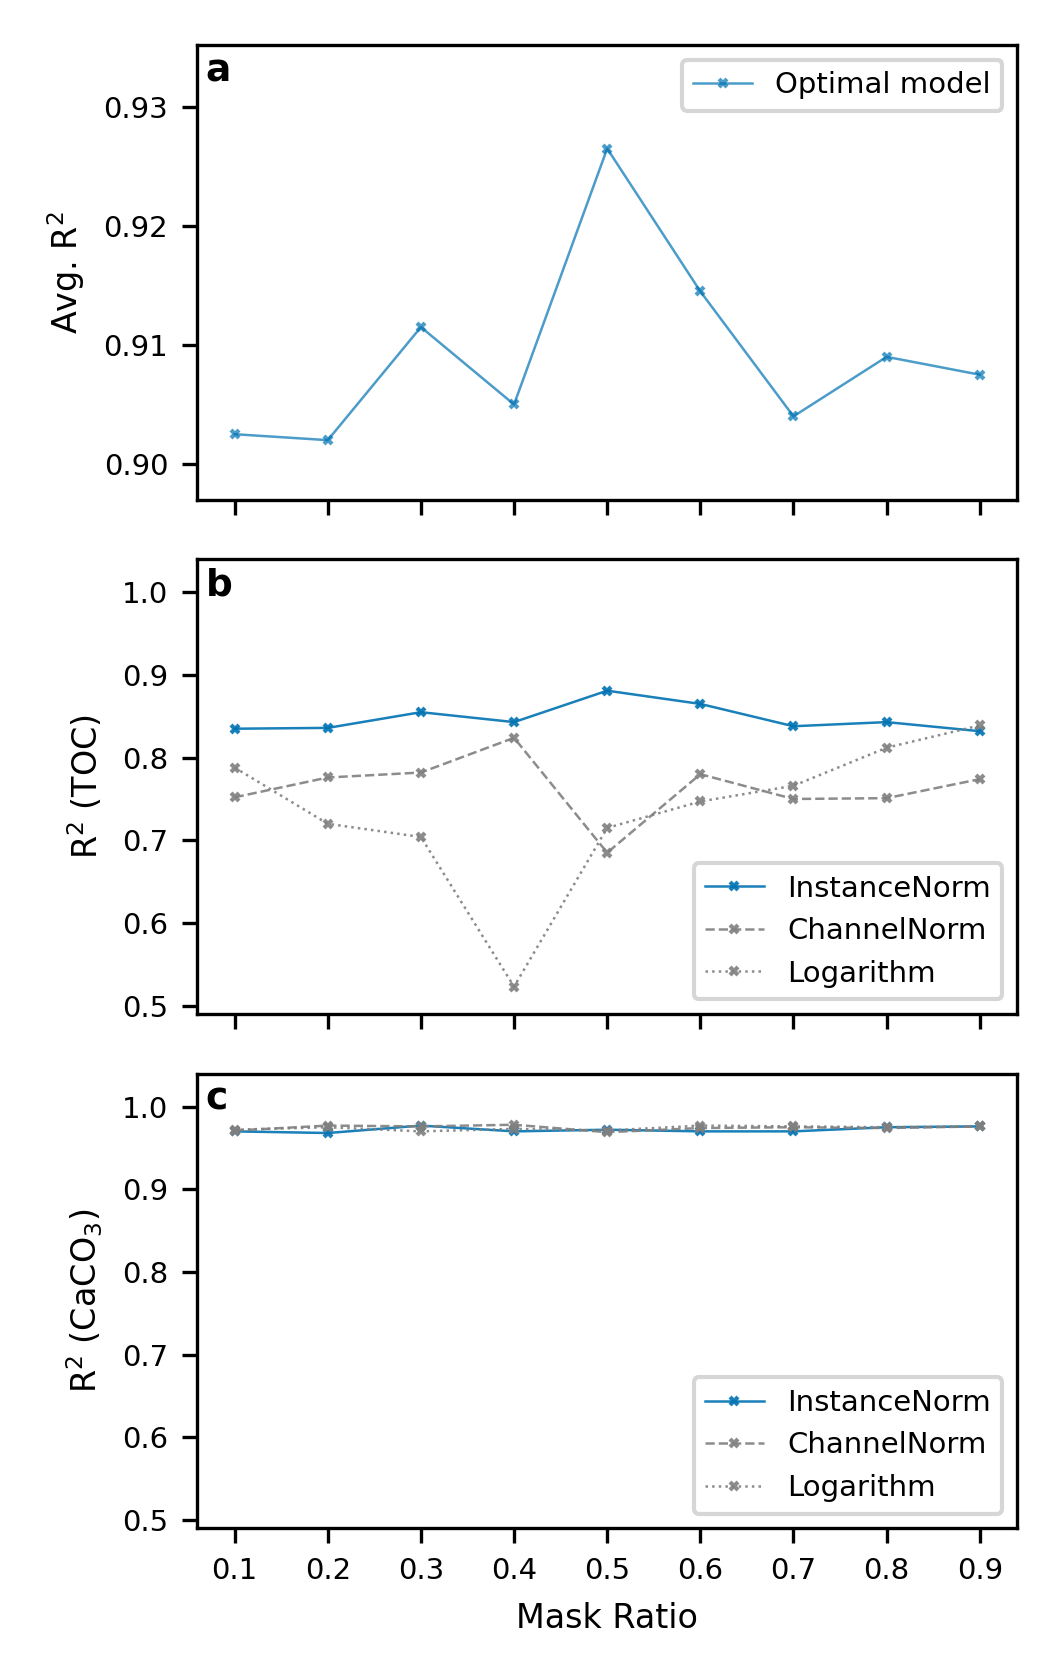 a
Optimal model
0.93
0.92
0.91
0.90
Avg. R²
b
1.0
0.9
0.8
0.7
0.6
0.5
R² (TOC)
InstanceNorm
ChannelNorm
Logarithm
c
1.0
0.9
0.8
0.7
0.6
0.5
R² (CaCO₃)
InstanceNorm
ChannelNorm
Logarithm
0.1 0.2 0.3 0.4 0.5 0.6 0.7 0.8 0.9
Mask Ratio